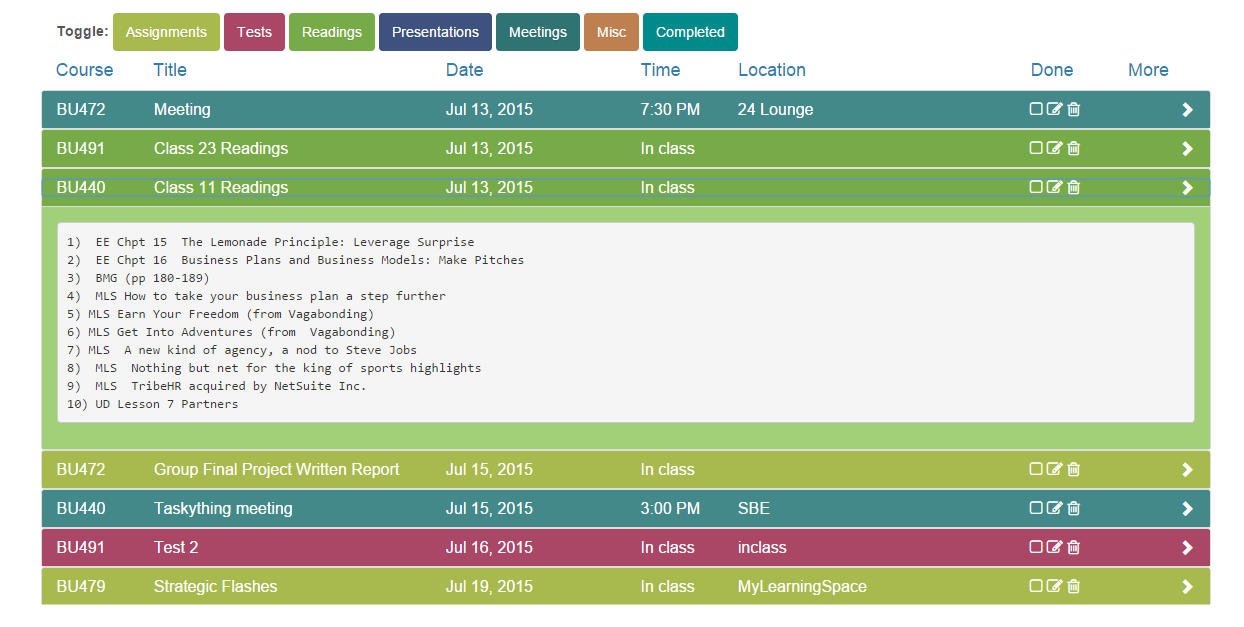 Toggle: Assignments Tests Readings Presentations Meetings Misc Completed
Course Title Date Time Location Done More
BU472 Meeting Jul 13, 2015 7:30 PM 24 Lounge
BU491 Class 23 Readings Jul 13, 2015 In class
BU440 Class 11 Readings Jul 13, 2015 In class
1)  EE Chpt 15  The Lemonade Principle: Leverage Surprise
2)  EE Chpt 16  Business Plans and Business Models: Make Pitches
3)  BMG (pp 180-189)
4)  MLS How to take your business plan a step further
5) MLS Earn Your Freedom (from Vagabonding)
6) MLS Get Into Adventures (from  Vagabonding)
7) MLS  A new kind of agency, a nod to Steve Jobs
8)  MLS  Nothing but net for the king of sports highlights
9)  MLS  TribeHR acquired by NetSuite Inc.
10) UD Lesson 7 Partners
BU472 Group Final Project Written Report Jul 15, 2015 In class
BU440 Taskything meeting Jul 15, 2015 3:00 PM SBE
BU491 Test 2 Jul 16, 2015 In class inclass
BU479 Strategic Flashes Jul 19, 2015 In class MyLearningSpace